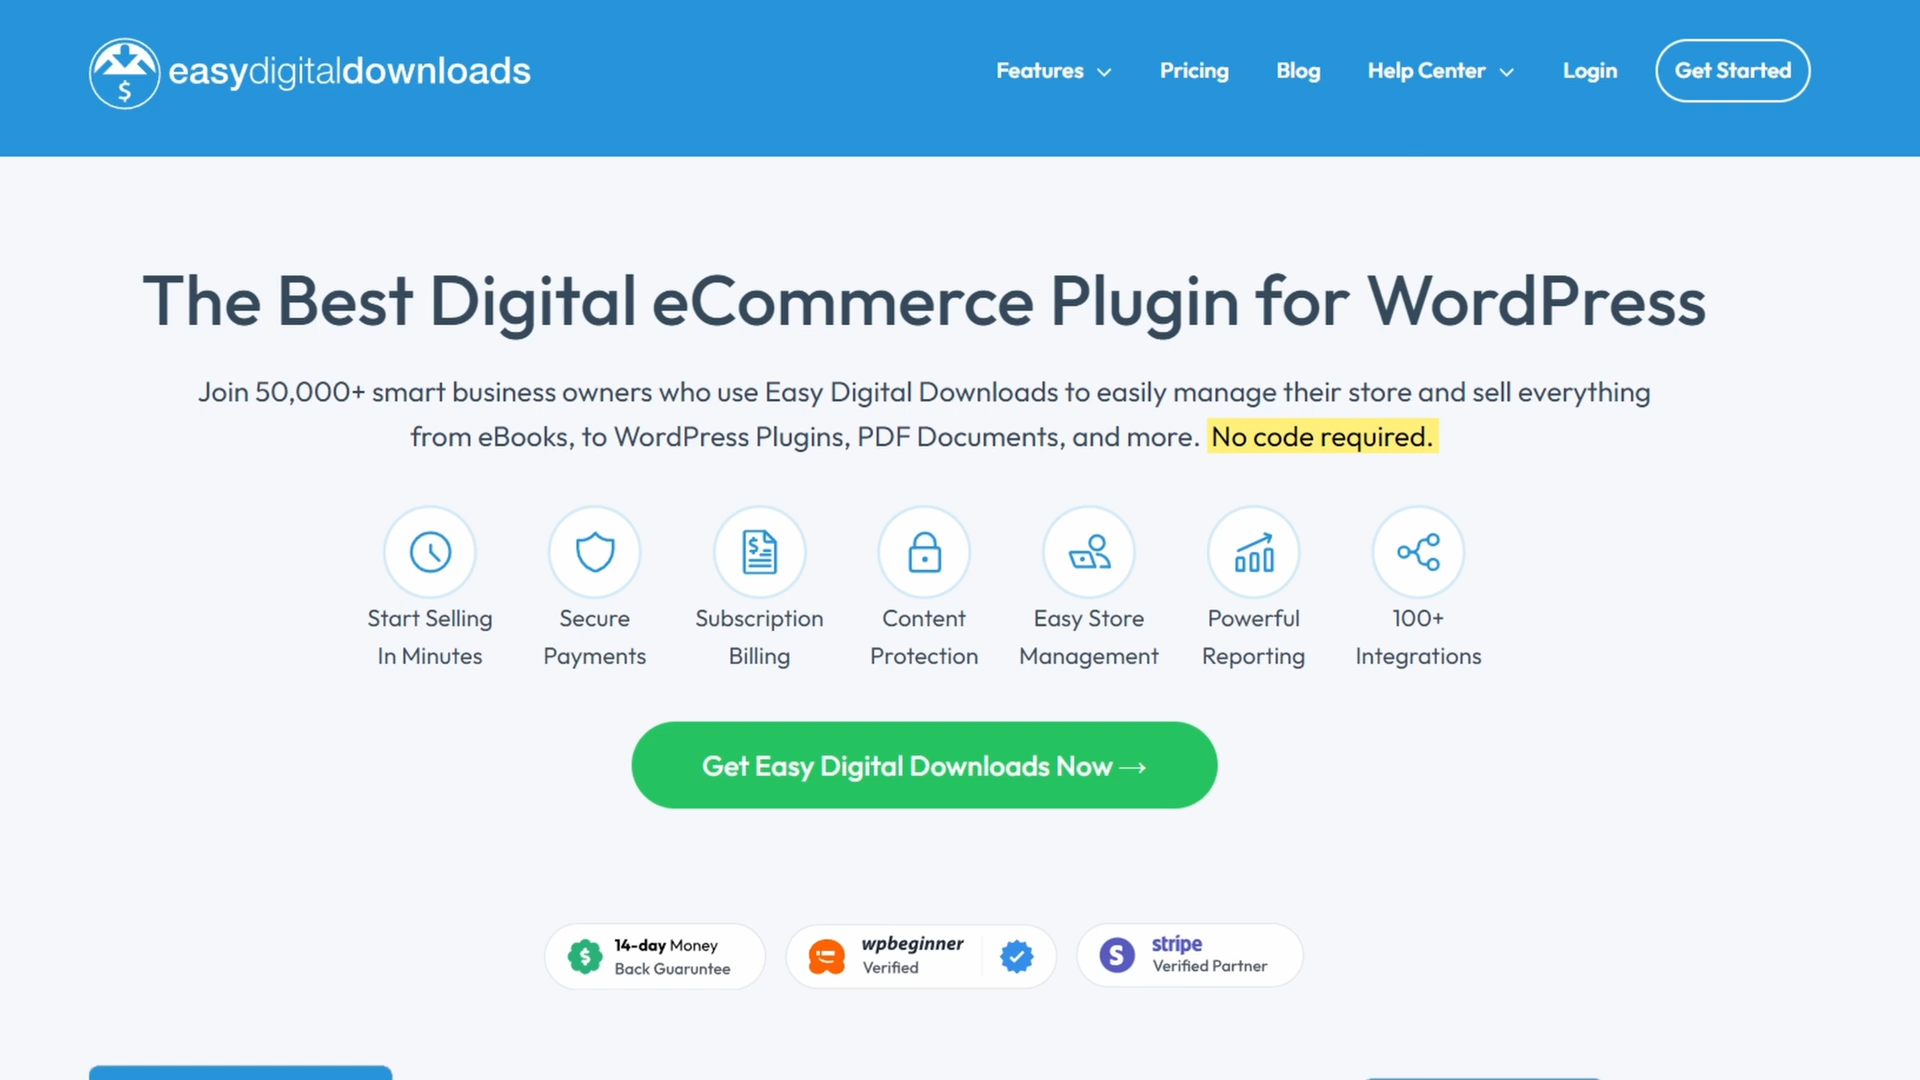 easydigitaldownloads
Features Pricing Blog Help Center Login Get Started
The Best Digital eCommerce Plugin for WordPress
Join 50,000+ smart business owners who use Easy Digital Downloads to easily manage their store and sell everything
from eBooks, to WordPress Plugins, PDF Documents, and more. No code required.
Start Selling
In Minutes
Secure
Payments
Subscription
Billing
Content
Protection
Easy Store
Management
Powerful
Reporting
100+
Integrations
Get Easy Digital Downloads Now →
14-day Money
Back Guaruntee
wpbeginner
Verified
stripe
Verified Partner